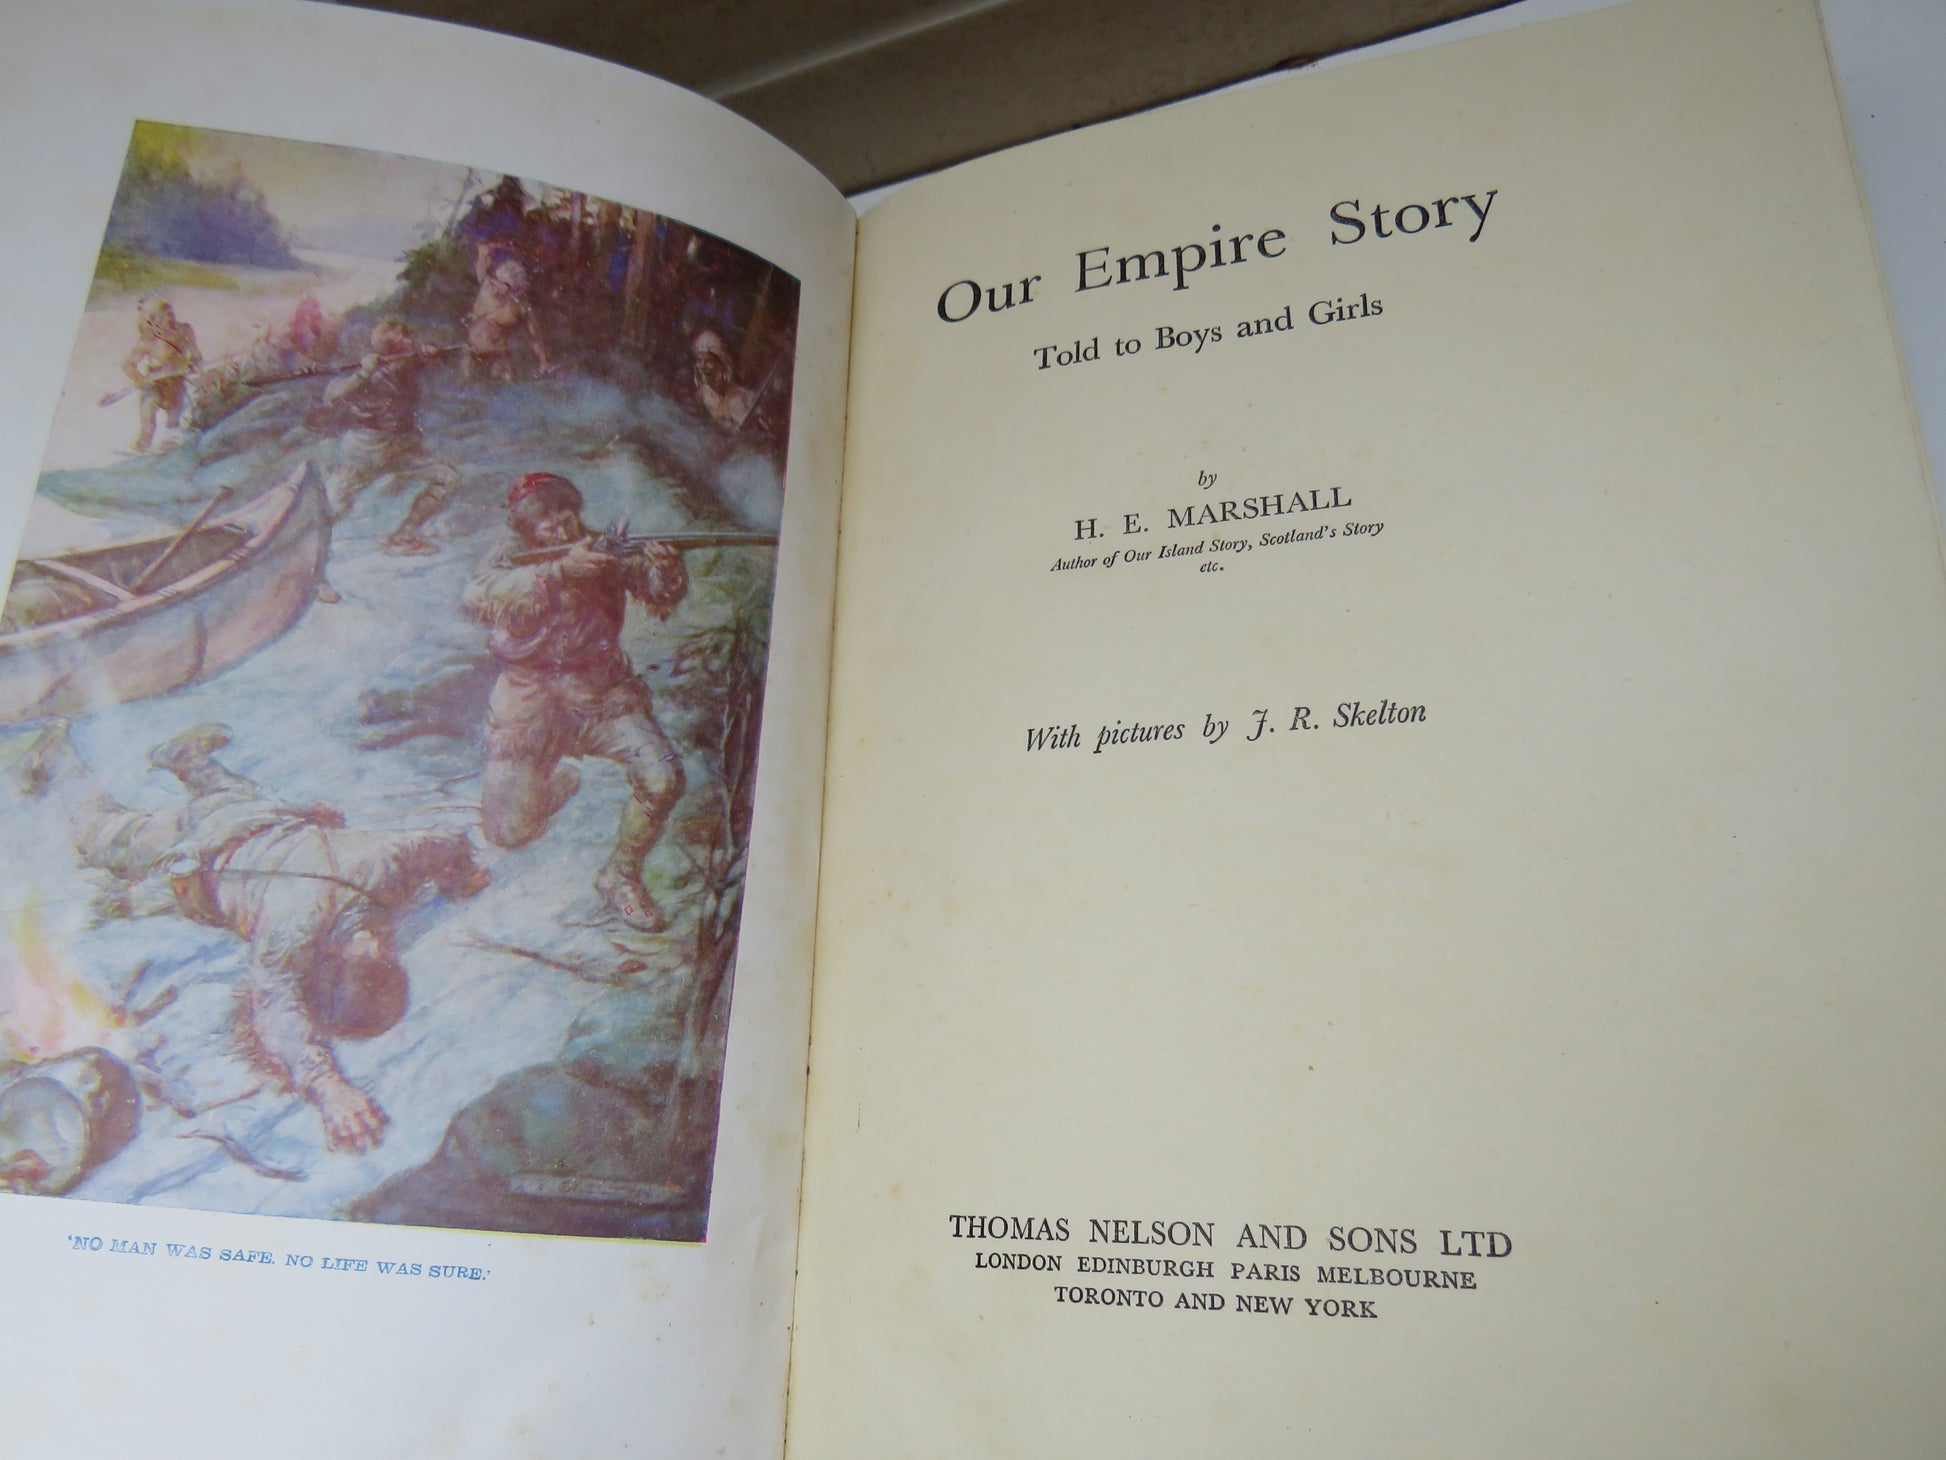 'NO MAN WAS SAFE. NO LIFE WAS SURE.'
Our Empire Story
Told to Boys and Girls
by
H. E. MARSHALL
Author of Our Island Story, Scotland's Story
etc.
With pictures by J. R. Skelton
THOMAS NELSON AND SONS LTD
LONDON EDINBURGH PARIS MELBOURNE
TORONTO AND NEW YORK